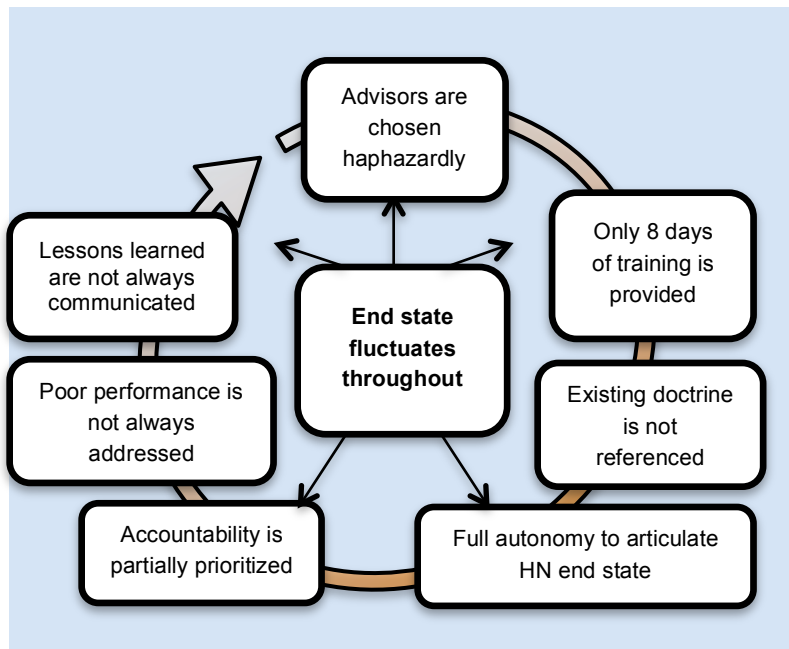 Advisors are
chosen
haphazardly
Only 8 days
of training is
provided
Existing doctrine
is not
referenced
Full autonomy to articulate
HN end state
Accountability is
partially prioritized
Poor performance is
not always
addressed
Lessons learned
are not always
communicated
End state
fluctuates
throughout